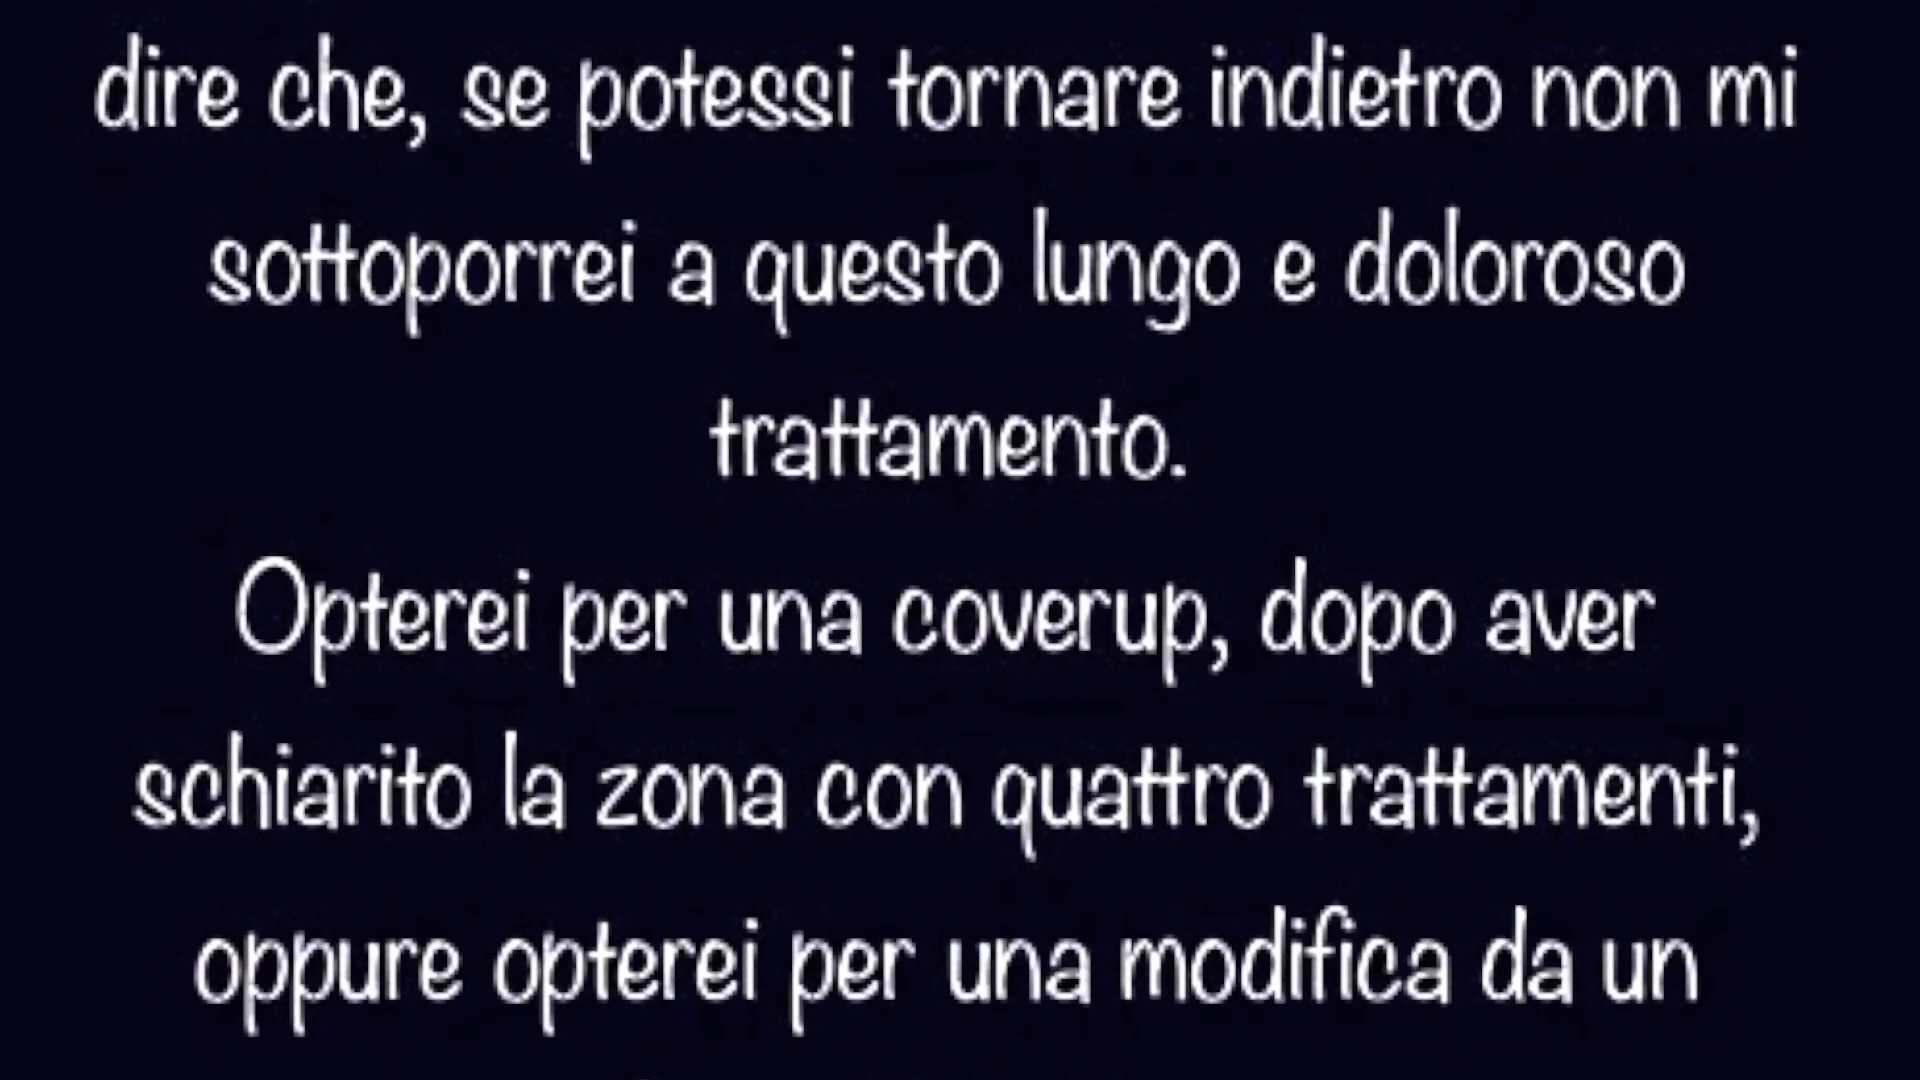 dire che, se potessi tornare indietro non mi
sottoporrei a questo lungo e doloroso
trattamento.
Opterei per una coverup, dopo aver
schiarito la zona con quattro trattamenti,
oppure opterei per una modifica da un